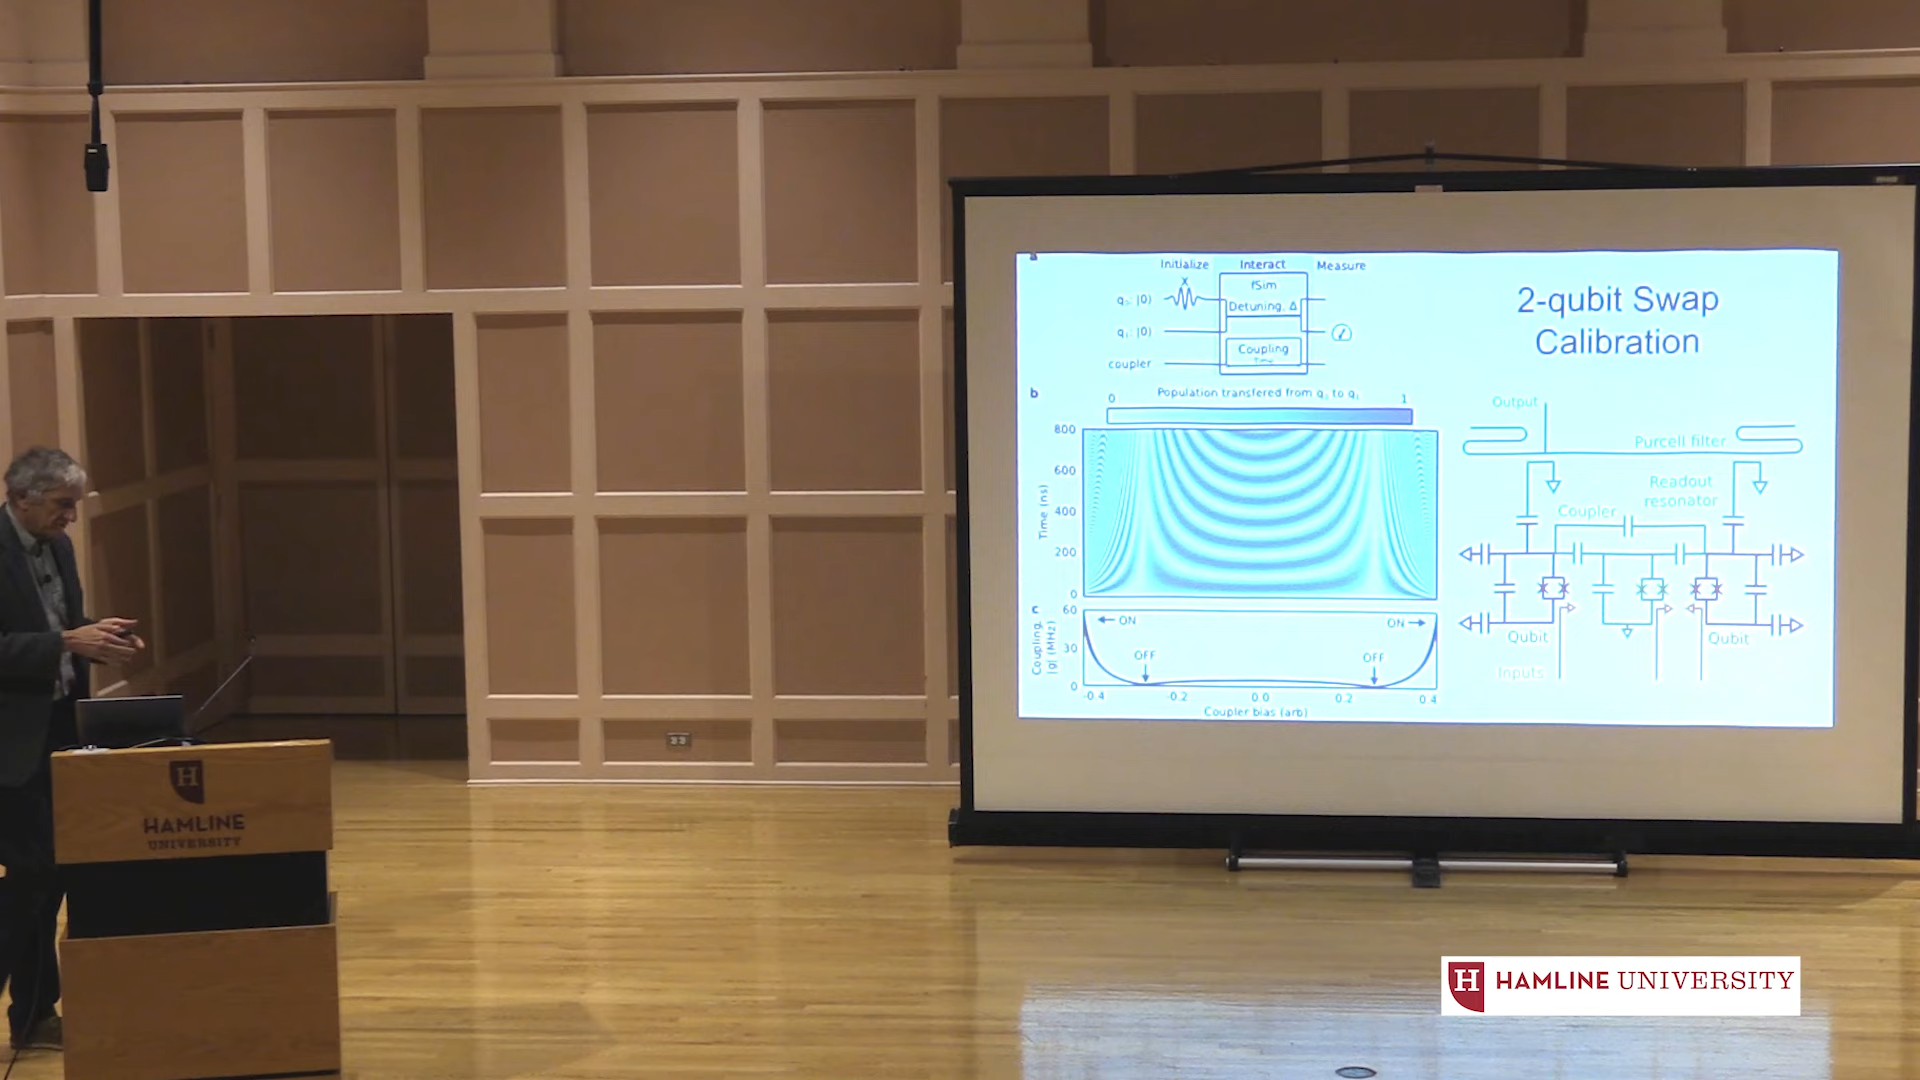 a
Initialize Interact Measure
X
fSim
Detuning, Δ
q₁: |0⟩
Coupling
coupler
b
Population transfered from q₂ to q₁
0 1
800
600
400
200
0
Time (ns)
c
60
30
0
Coupling,
|g| (MHz)
← ON
ON →
OFF
OFF
-0.4 -0.2 0.0 0.2 0.4
Coupler bias (arb)
2-qubit Swap
Calibration
Output
Purcell filter
Readout
resonator
Coupler
Qubit
Qubit
Inputs
H
HAMLINE
UNIVERSITY
H HAMLINE UNIVERSITY